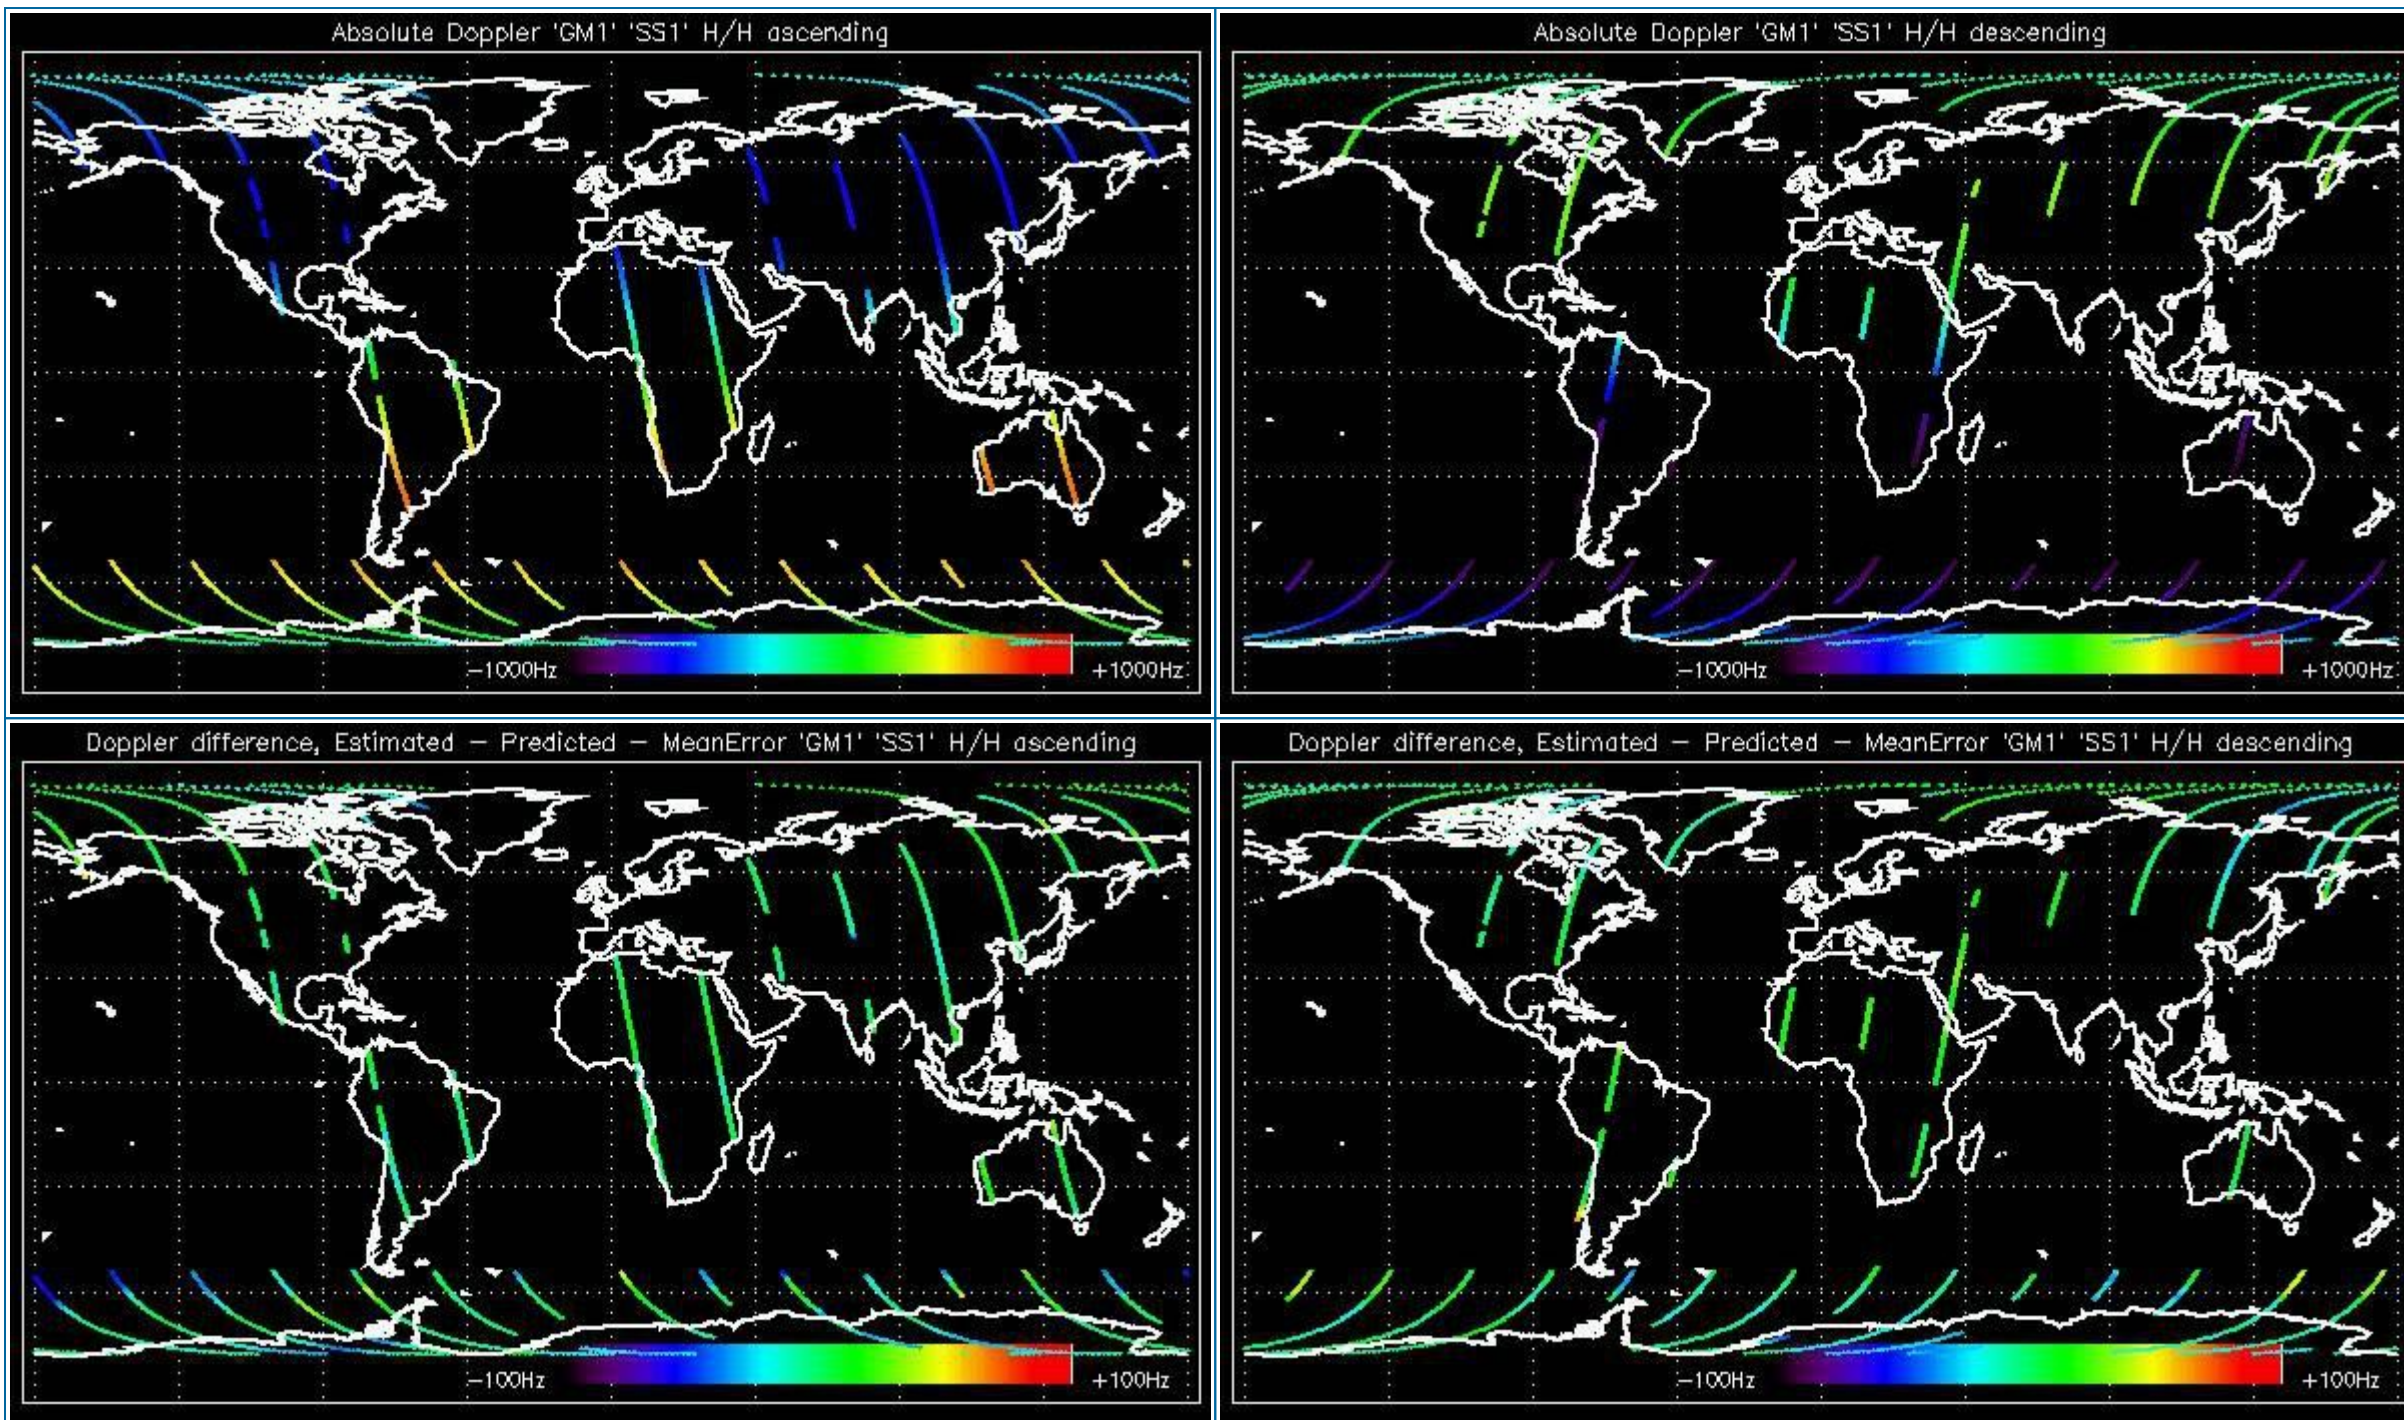 Absolute Doppler 'GM1' 'SS1' H/H ascending
-1000Hz
+1000Hz
Absolute Doppler 'GM1' 'SS1' H/H descending
-1000Hz
+1000Hz
Doppler difference, Estimated - Predicted - MeanError 'GM1' 'SS1' H/H ascending
-100Hz
+100Hz
Doppler difference, Estimated - Predicted - MeanError 'GM1' 'SS1' H/H descending
-100Hz
+100Hz